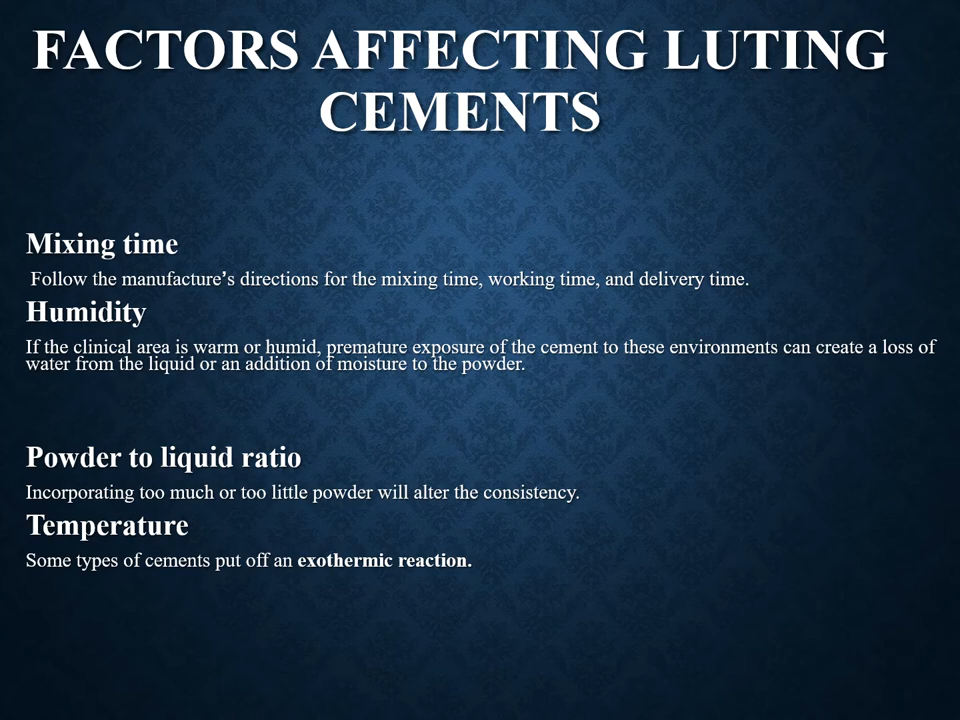 FACTORS AFFECTING LUTING
CEMENTS
Mixing time
Follow the manufacture's directions for the mixing time, working time, and delivery time.
Humidity
If the clinical area is warm or humid, premature exposure of the cement to these environments can create a loss of
water from the liquid or an addition of moisture to the powder.
Powder to liquid ratio
Incorporating too much or too little powder will alter the consistency.
Temperature
Some types of cements put off an exothermic reaction.